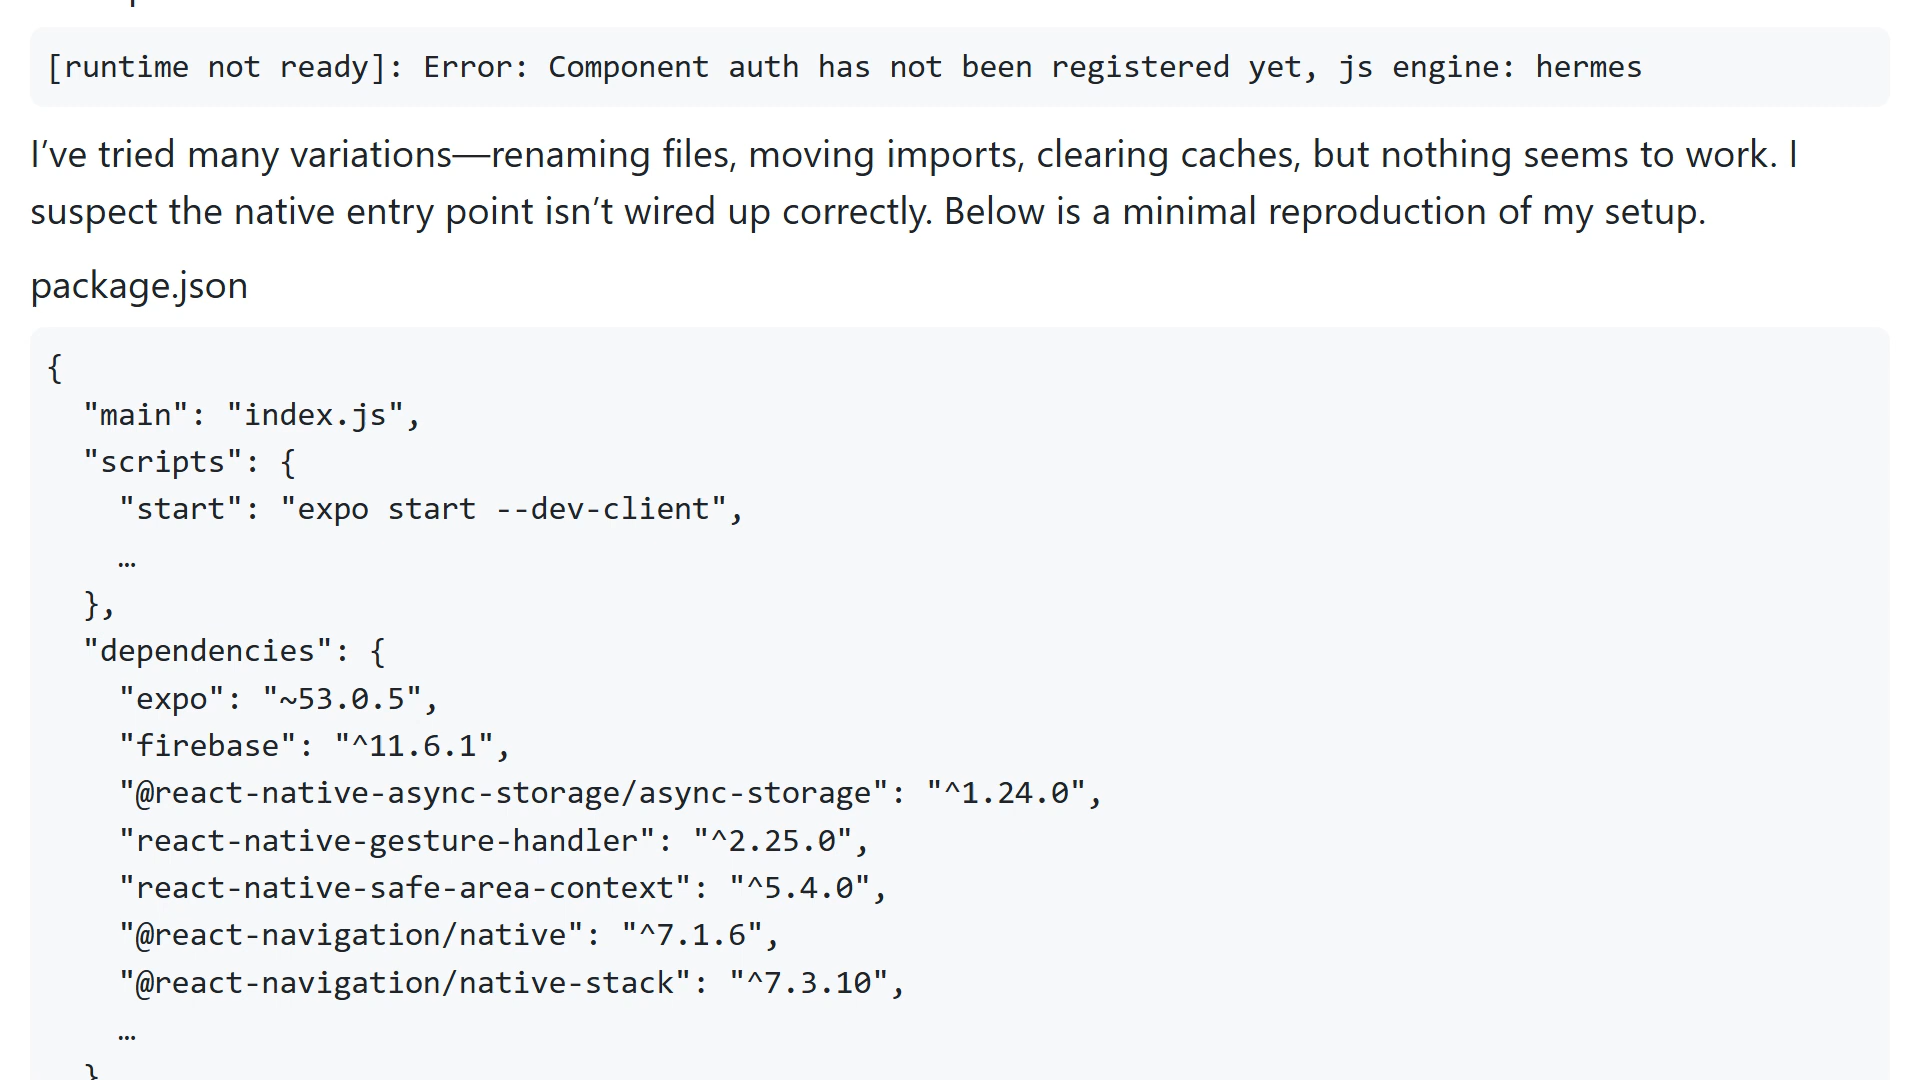 [runtime not ready]: Error: Component auth has not been registered yet, js engine: hermes
I’ve tried many variations—renaming files, moving imports, clearing caches, but nothing seems to work. I
suspect the native entry point isn’t wired up correctly. Below is a minimal reproduction of my setup.
package.json
{
  "main": "index.js",
  "scripts": {
    "start": "expo start --dev-client",
    …
  },
  "dependencies": {
    "expo": "~53.0.5",
    "firebase": "^11.6.1",
    "@react-native-async-storage/async-storage": "^1.24.0",
    "react-native-gesture-handler": "^2.25.0",
    "react-native-safe-area-context": "^5.4.0",
    "@react-navigation/native": "^7.1.6",
    "@react-navigation/native-stack": "^7.3.10",
    …
  }